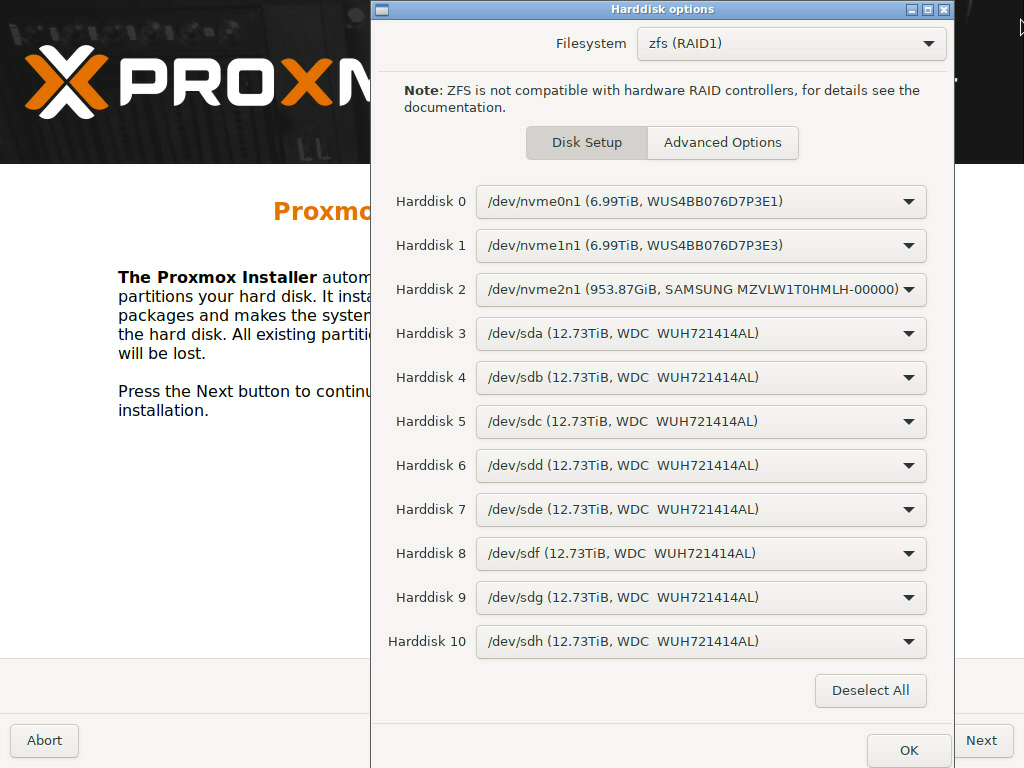 Harddisk options
PROXM
Filesystem zfs (RAID1)
Note: ZFS is not compatible with hardware RAID controllers, for details see the
documentation.
Disk Setup Advanced Options
Harddisk 0 /dev/nvme0n1 (6.99TiB, WUS4BB076D7P3E1)
Harddisk 1 /dev/nvme1n1 (6.99TiB, WUS4BB076D7P3E3)
Harddisk 2 /dev/nvme2n1 (953.87GiB, SAMSUNG MZVLW1T0HMLH-00000)
Harddisk 3 /dev/sda (12.73TiB, WDC  WUH721414AL)
Harddisk 4 /dev/sdb (12.73TiB, WDC  WUH721414AL)
Harddisk 5 /dev/sdc (12.73TiB, WDC  WUH721414AL)
Harddisk 6 /dev/sdd (12.73TiB, WDC  WUH721414AL)
Harddisk 7 /dev/sde (12.73TiB, WDC  WUH721414AL)
Harddisk 8 /dev/sdf (12.73TiB, WDC  WUH721414AL)
Harddisk 9 /dev/sdg (12.73TiB, WDC  WUH721414AL)
Harddisk 10 /dev/sdh (12.73TiB, WDC  WUH721414AL)
Deselect All
OK
Proxmo
The Proxmox Installer autom
partitions your hard disk. It insta
packages and makes the system
the hard disk. All existing partiti
will be lost.
Press the Next button to continu
installation.
Abort
Next